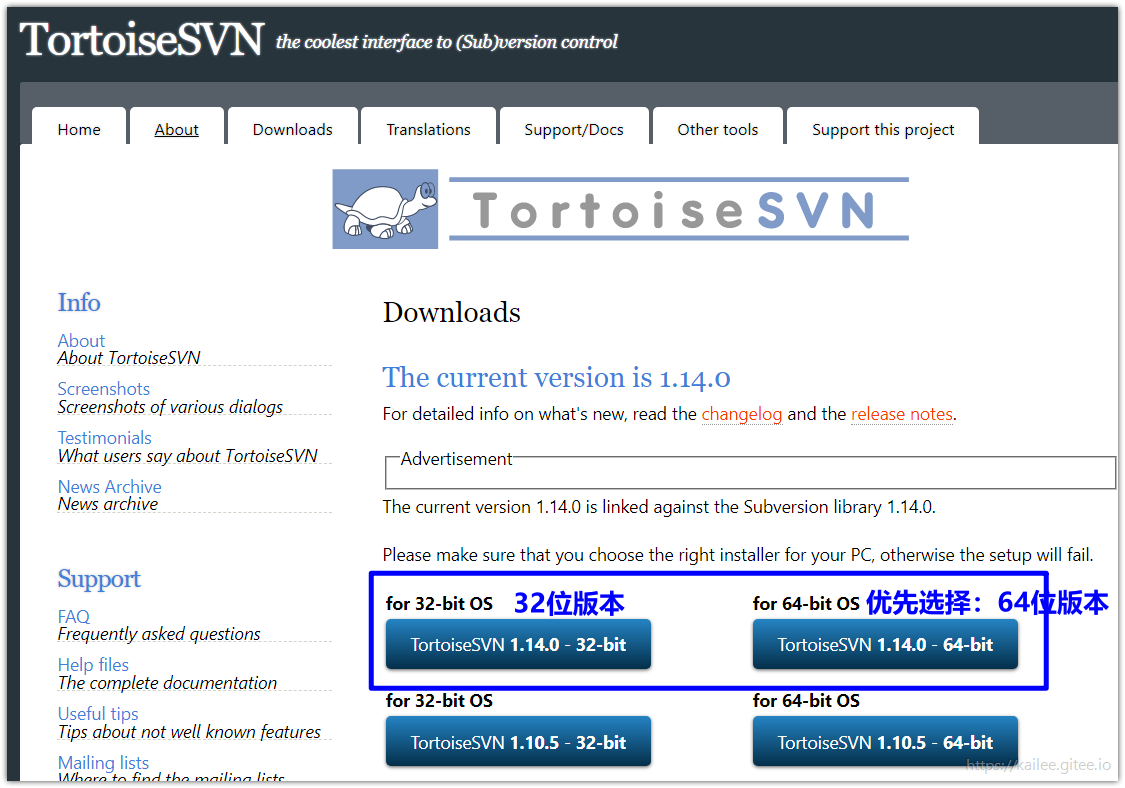 TortoiseSVN the coolest interface to (Sub)version control
Home About Downloads Translations Support/Docs Other tools Support this project
TortoiseSVN
Info
About
About TortoiseSVN
Screenshots
Screenshots of various dialogs
Testimonials
What users say about TortoiseSVN
News Archive
News archive
Support
FAQ
Frequently asked questions
Help files
The complete documentation
Useful tips
Tips about not well known features
Mailing lists
Where to find the mailing lists
Downloads
The current version is 1.14.0
For detailed info on what's new, read the changelog and the release notes.
Advertisement
The current version 1.14.0 is linked against the Subversion library 1.14.0.
Please make sure that you choose the right installer for your PC, otherwise the setup will fail.
for 32-bit OS 32位版本
TortoiseSVN 1.14.0 - 32-bit
for 64-bit OS 优先选择：64位版本
TortoiseSVN 1.14.0 - 64-bit
for 32-bit OS
TortoiseSVN 1.10.5 - 32-bit
for 64-bit OS
TortoiseSVN 1.10.5 - 64-bit
https://kailee.gitee.io